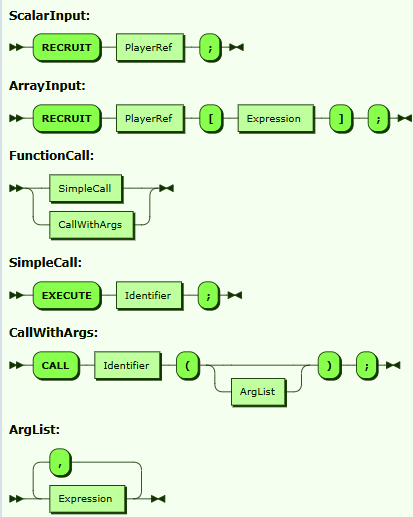 ScalarInput:
RECRUIT PlayerRef ;
ArrayInput:
RECRUIT PlayerRef [ Expression ] ;
FunctionCall:
SimpleCall
CallWithArgs
SimpleCall:
EXECUTE Identifier ;
CallWithArgs:
CALL Identifier ( ) ;
ArgList
ArgList:
,
Expression